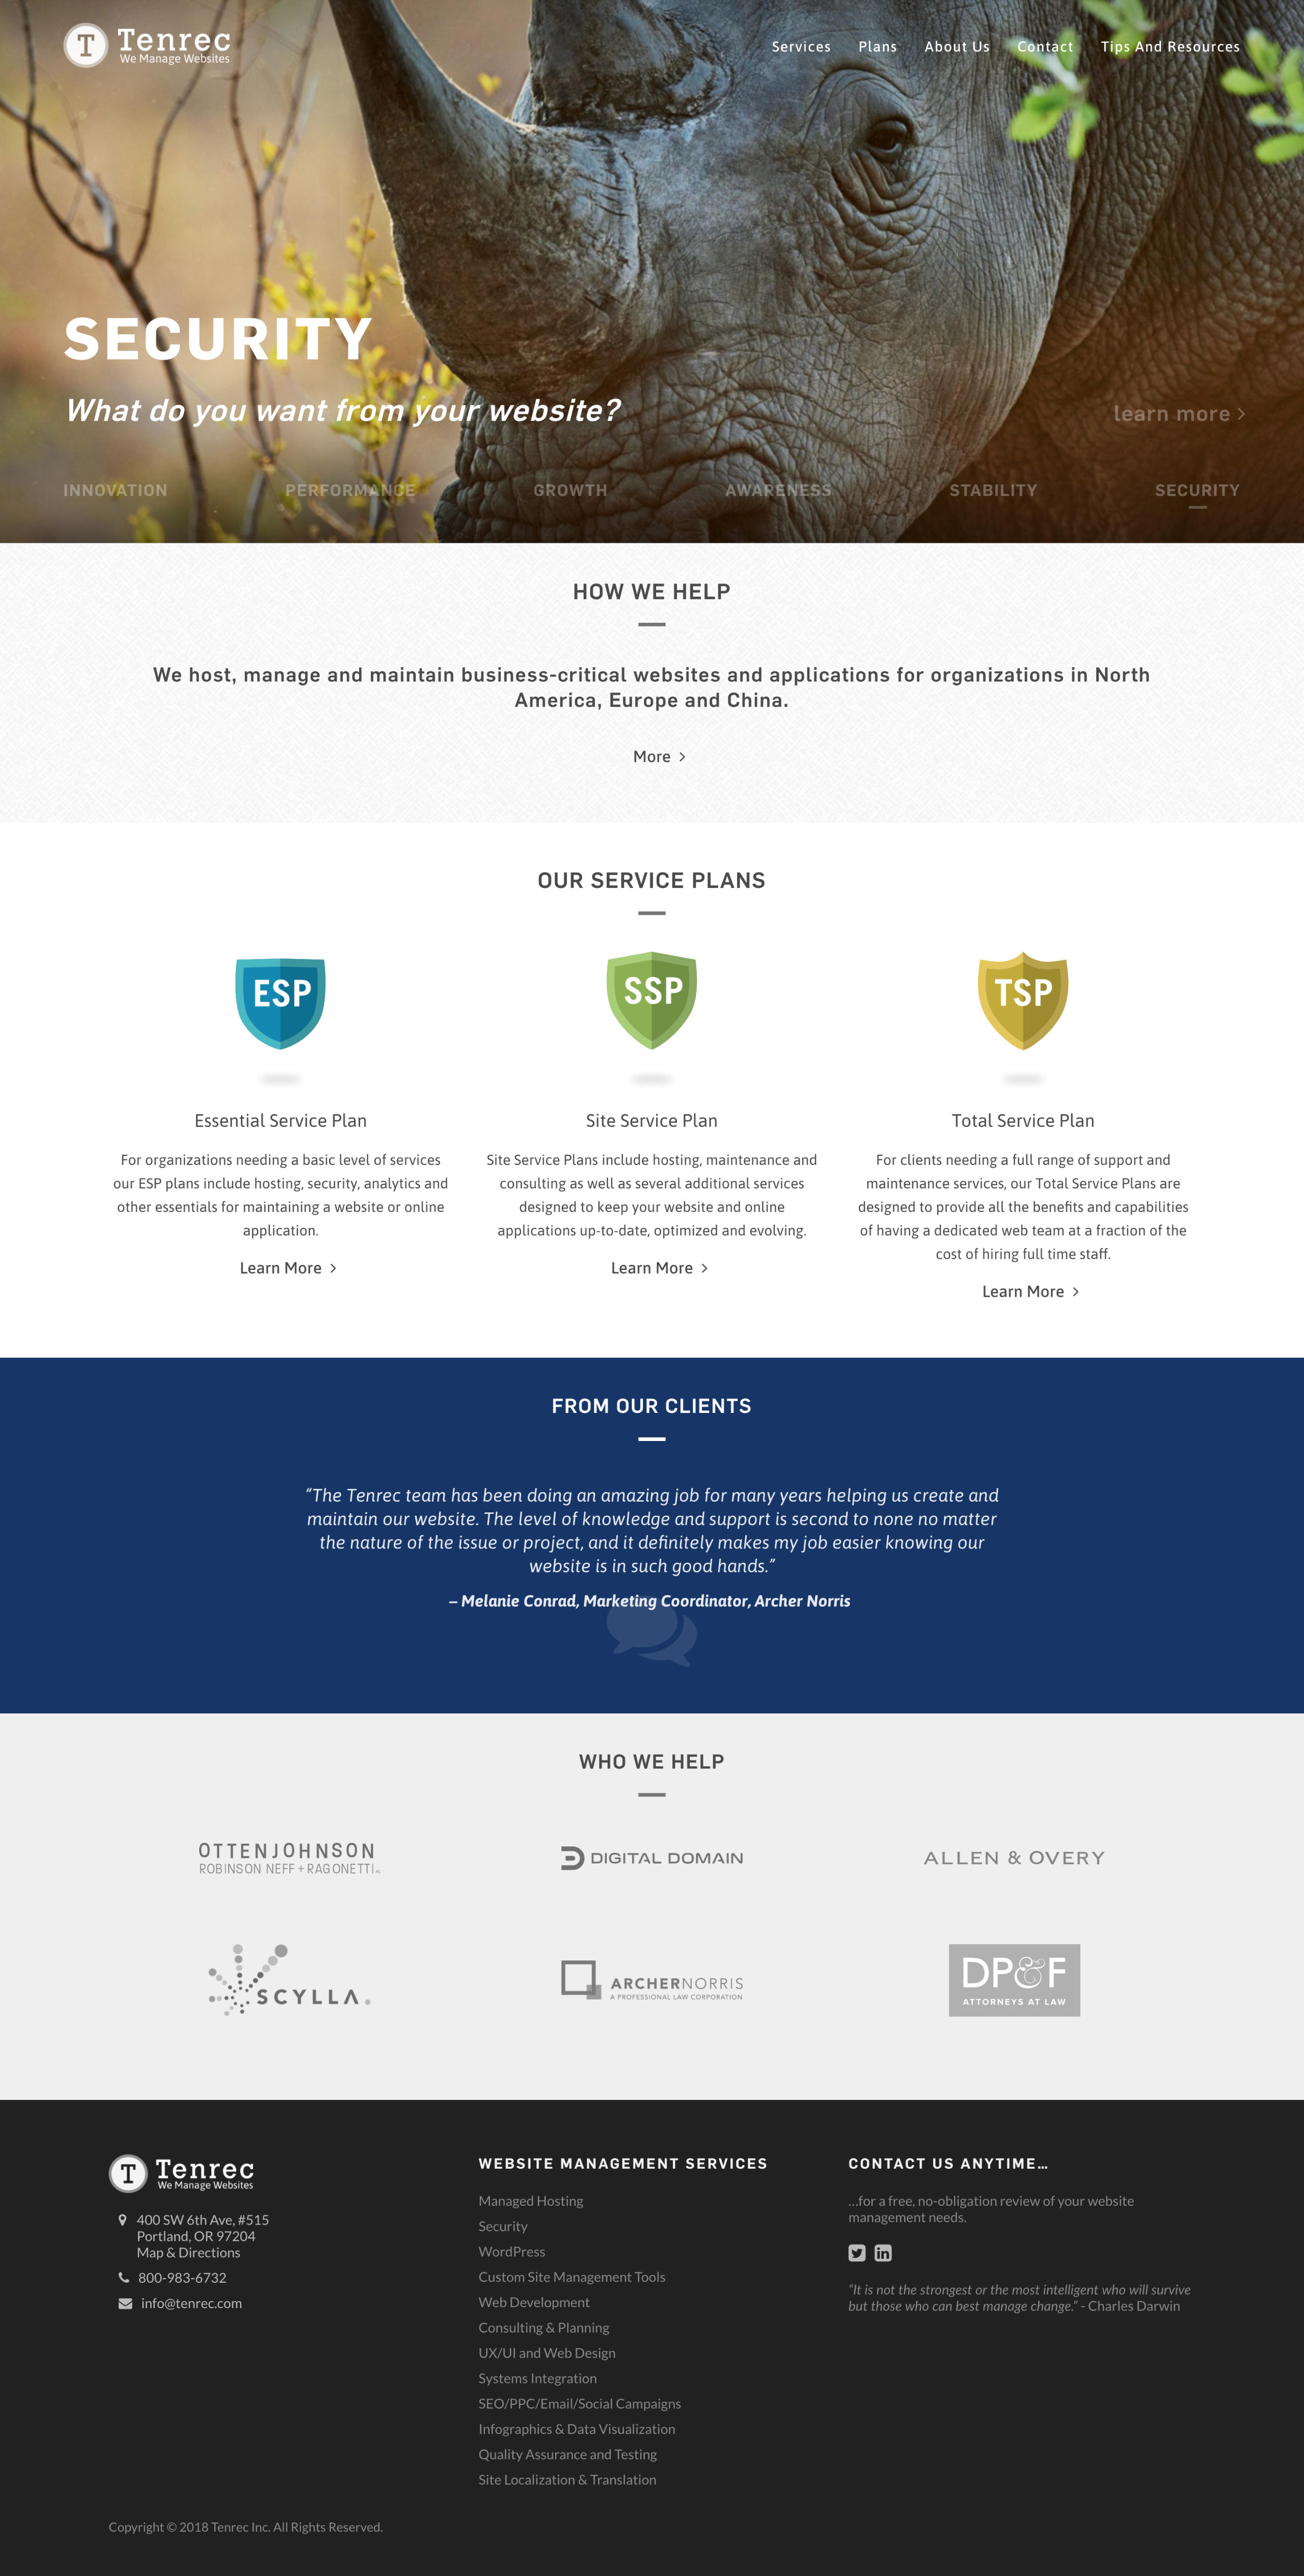 T Tenrec
We Manage Websites
Services Plans About Us Contact Tips And Resources
SECURITY
What do you want from your website?
learn more
INNOVATION PERFORMANCE GROWTH AWARENESS STABILITY SECURITY
HOW WE HELP
We host, manage and maintain business-critical websites and applications for organizations in North
America, Europe and China.
More
OUR SERVICE PLANS
ESP
Essential Service Plan
For organizations needing a basic level of services
our ESP plans include hosting, security, analytics and
other essentials for maintaining a website or online
application.
Learn More
SSP
Site Service Plan
Site Service Plans include hosting, maintenance and
consulting as well as several additional services
designed to keep your website and online
applications up-to-date, optimized and evolving.
Learn More
TSP
Total Service Plan
For clients needing a full range of support and
maintenance services, our Total Service Plans are
designed to provide all the benefits and capabilities
of having a dedicated web team at a fraction of the
cost of hiring full time staff.
Learn More
FROM OUR CLIENTS
“The Tenrec team has been doing an amazing job for many years helping us create and
maintain our website. The level of knowledge and support is second to none no matter
the nature of the issue or project, and it definitely makes my job easier knowing our
website is in such good hands.”
– Melanie Conrad, Marketing Coordinator, Archer Norris
WHO WE HELP
OTTENJOHNSON
ROBINSON NEFF + RAGONETTI
DIGITAL DOMAIN
ALLEN & OVERY
SCYLLA
ARCHERNORRIS
A PROFESSIONAL LAW CORPORATION
DP&F
ATTORNEYS AT LAW
T Tenrec
We Manage Websites
400 SW 6th Ave, #515
Portland, OR 97204
Map & Directions
800-983-6732
info@tenrec.com
WEBSITE MANAGEMENT SERVICES
Managed Hosting
Security
WordPress
Custom Site Management Tools
Web Development
Consulting & Planning
UX/UI and Web Design
Systems Integration
SEO/PPC/Email/Social Campaigns
Infographics & Data Visualization
Quality Assurance and Testing
Site Localization & Translation
CONTACT US ANYTIME…
…for a free, no-obligation review of your website
management needs.
“It is not the strongest or the most intelligent who will survive
but those who can best manage change.” - Charles Darwin
Copyright © 2018 Tenrec Inc. All Rights Reserved.